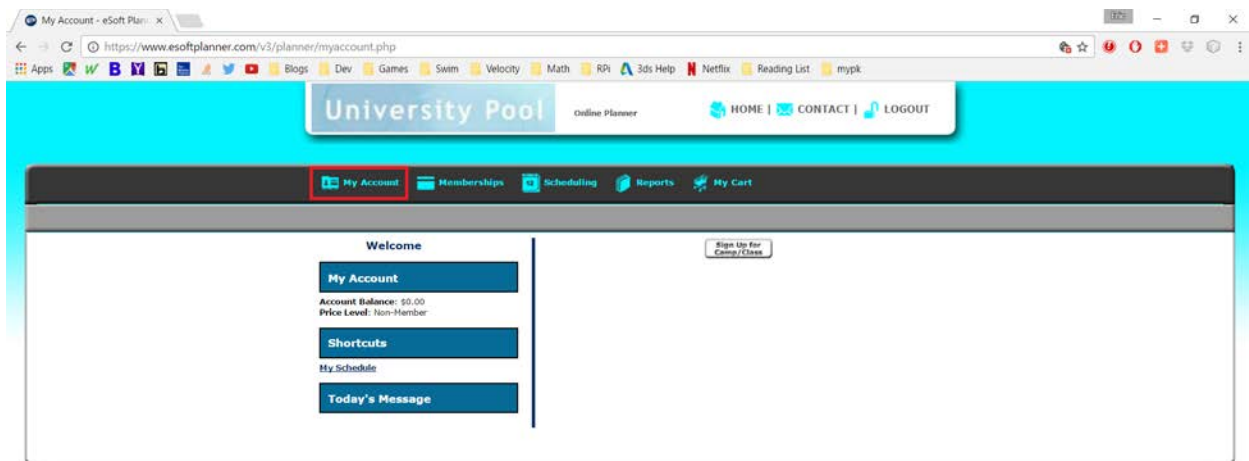 My Account - eSoft Plan
Eric
https://www.esoftplanner.com/v3/planner/myaccount.php
Apps W B Blogs Dev Games Swim Velocity Math RPi 3ds Help N Netflix Reading List mypk
University Pool Online Planner HOME | CONTACT | LOGOUT
My Account Memberships Scheduling Reports My Cart
Welcome
Sign Up for
Camp/Class
My Account
Account Balance: $0.00
Price Level: Non-Member
Shortcuts
My Schedule
Today's Message